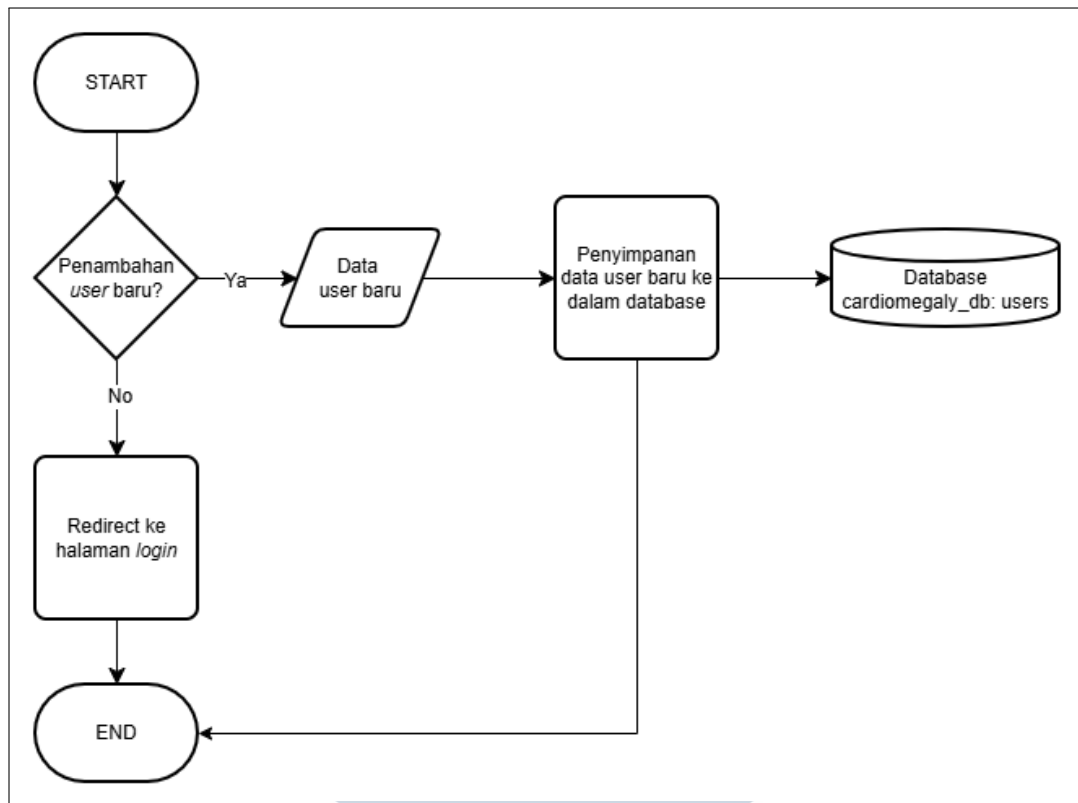 START
Penambahan
user baru?
Ya
Data
user baru
Penyimpanan
data user baru ke
dalam database
Database
cardiomegaly_db: users
No
Redirect ke
halaman login
END